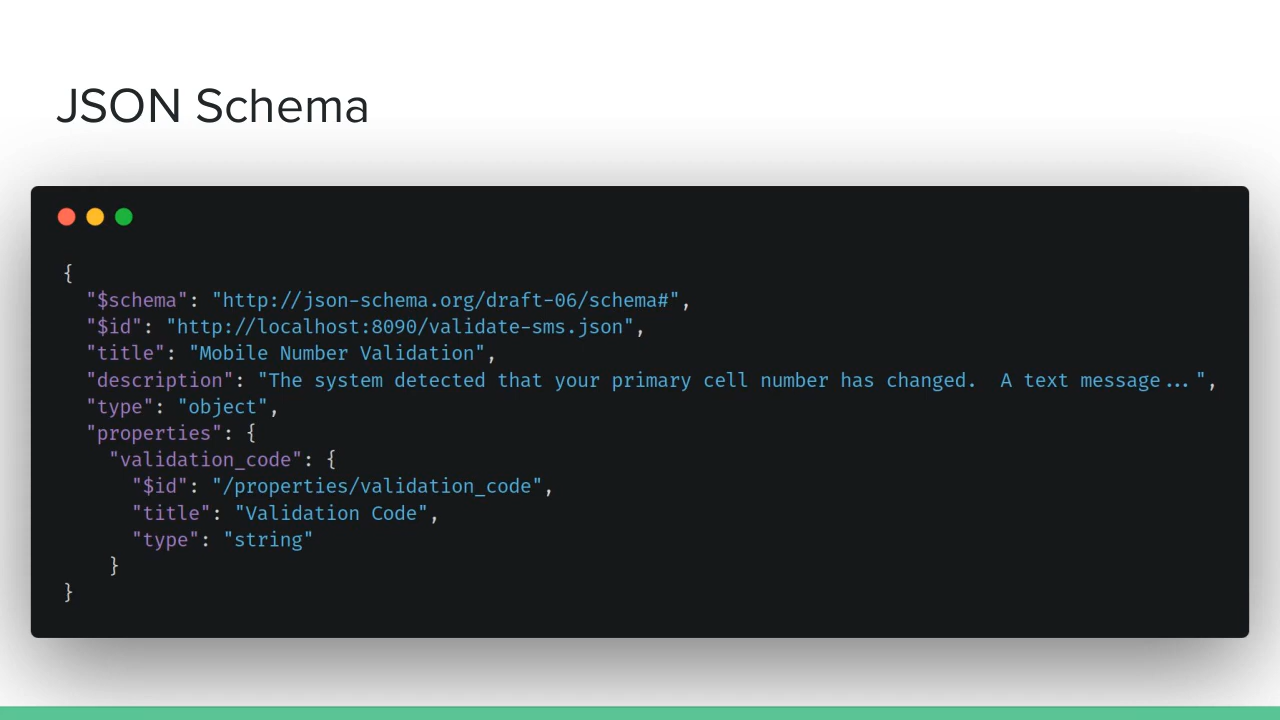 JSON Schema
{
  "$schema": "http://json-schema.org/draft-06/schema#",
  "$id": "http://localhost:8090/validate-sms.json",
  "title": "Mobile Number Validation",
  "description": "The system detected that your primary cell number has changed.  A text message...",
  "type": "object",
  "properties": {
    "validation_code": {
      "$id": "/properties/validation_code",
      "title": "Validation Code",
      "type": "string"
    }
}